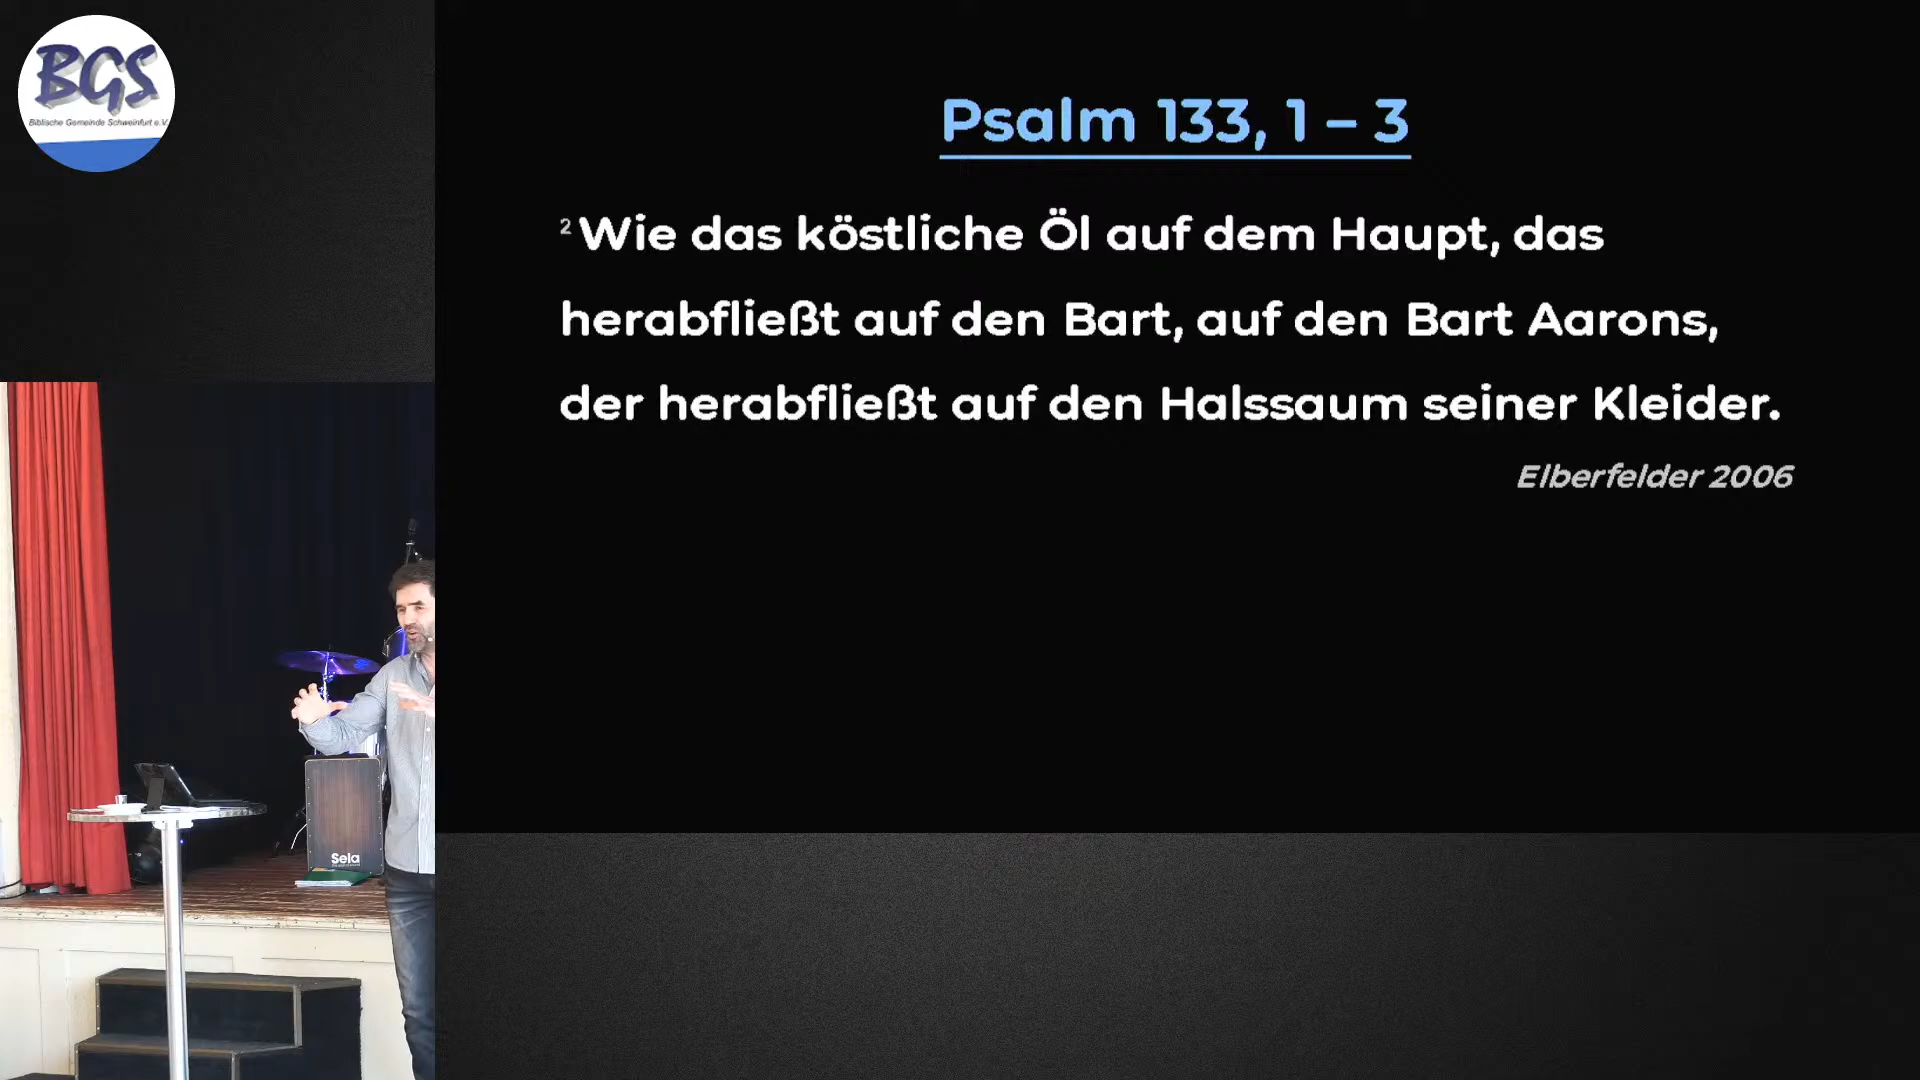 BGS
Biblische Gemeinde Schweinfurt e.V.
Psalm 133, 1 – 3
2 Wie das köstliche Öl auf dem Haupt, das
herabfließt auf den Bart, auf den Bart Aarons,
der herabfließt auf den Halssaum seiner Kleider.
Elberfelder 2006
Sela